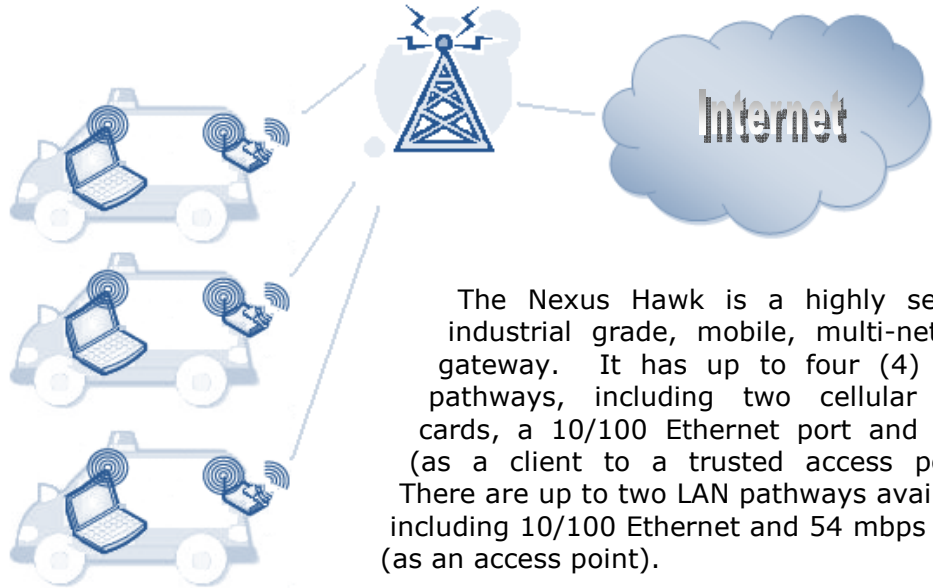 Internet
The Nexus Hawk is a highly se
industrial grade, mobile, multi-net
gateway. It has up to four (4)
pathways, including two cellular
cards, a 10/100 Ethernet port and
(as a client to a trusted access p
There are up to two LAN pathways avai
including 10/100 Ethernet and 54 mbps
(as an access point).